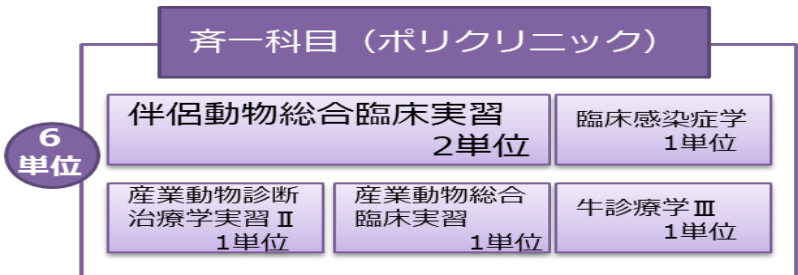 斉一科目（ポリクリニック）
6
単位
伴侶動物総合臨床実習
2単位
臨床感染症学
1単位
産業動物診断
治療学実習Ⅱ
1単位
産業動物総合
臨床実習
1単位
牛診療学Ⅲ
1単位